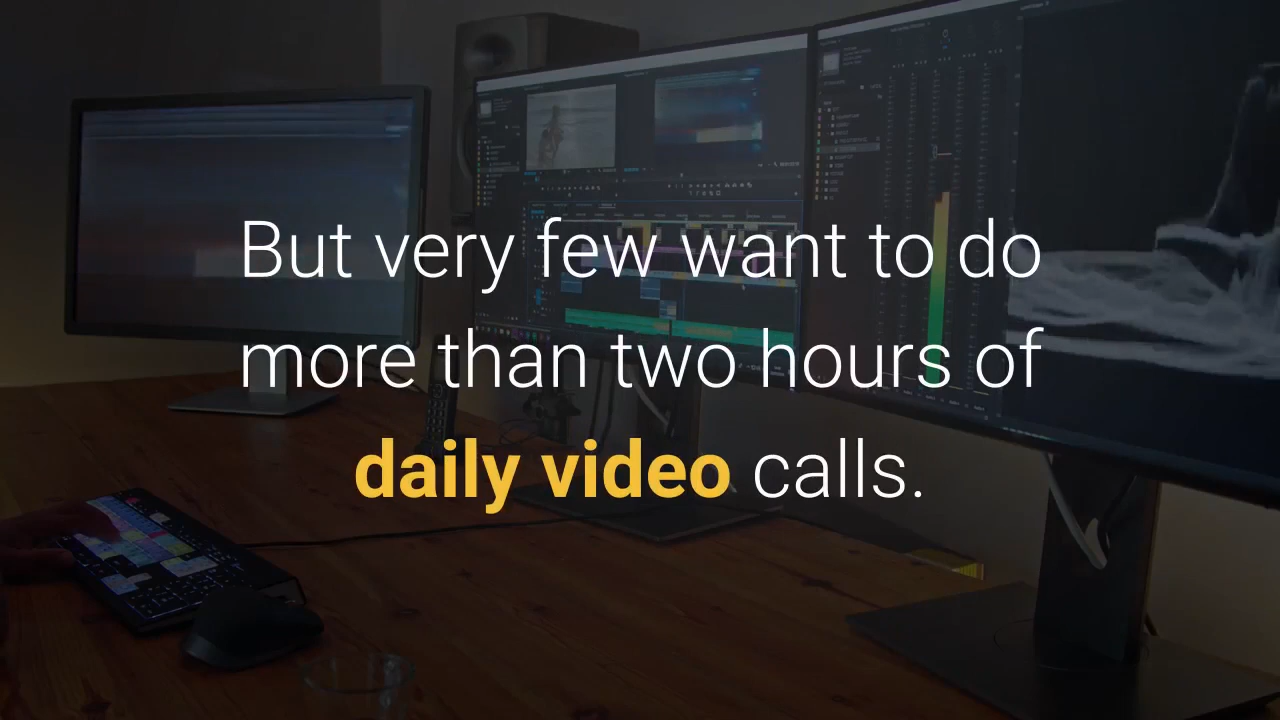 But very few want to do
more than two hours of
daily video calls.